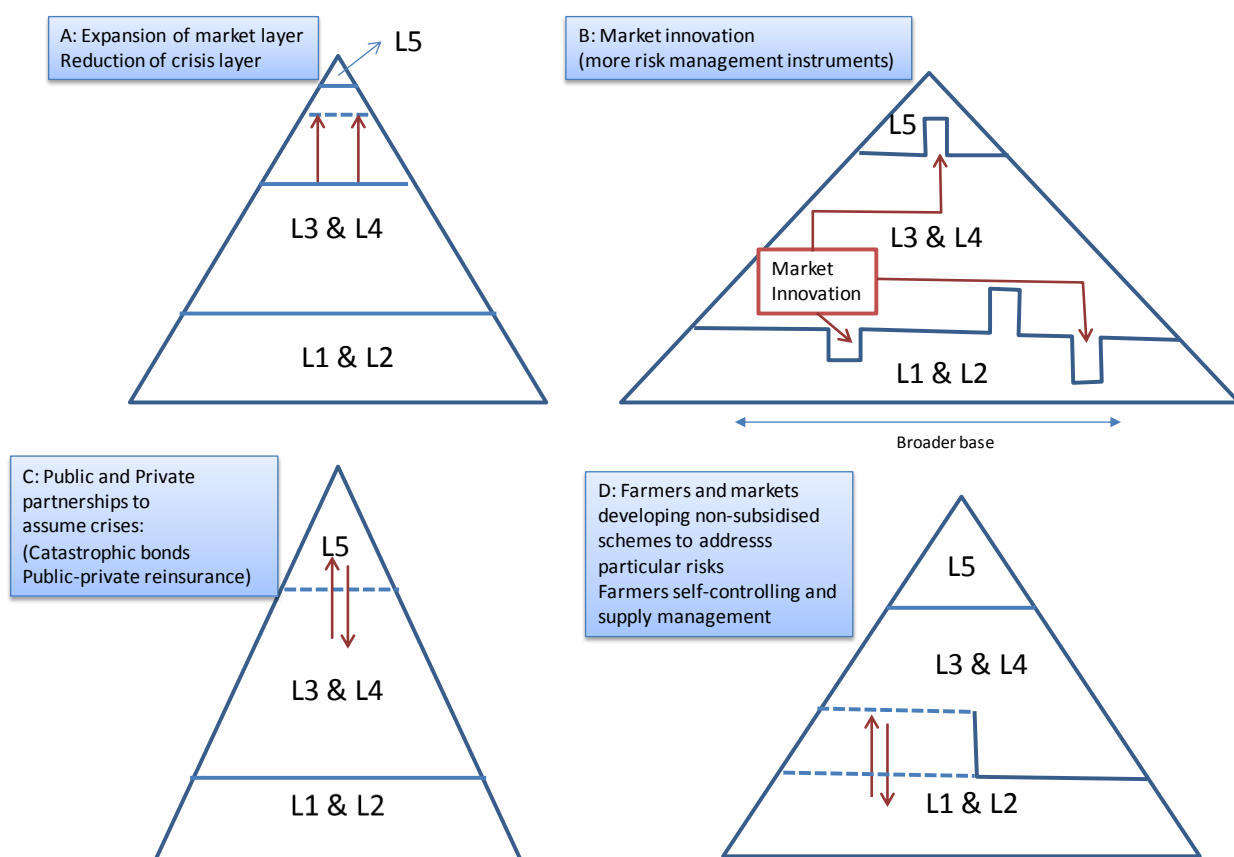 A: Expansion of market layer
Reduction of crisis layer
L5
L3 & L4
L1 & L2
B: Market innovation
(more risk management instruments)
L5
L3 & L4
Market
Innovation
L1 & L2
Broader base
C: Public and Private
partnerships to
assume crises:
(Catastrophic bonds
Public-private reinsurance)
L5
L3 & L4
L1 & L2
D: Farmers and markets
developing non-subsidised
schemes to addresss
particular risks
Farmers self-controlling and
supply management
L5
L3 & L4
L1 & L2